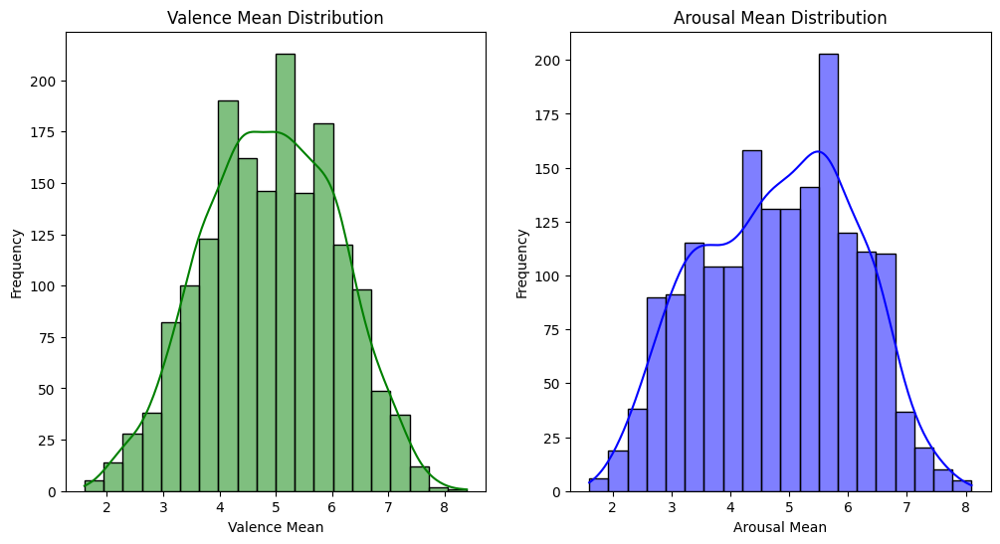 Valence Mean Distribution
Frequency
200
175
150
125
100
75
50
25
0
2 3 4 5 6 7 8
Valence Mean
Arousal Mean Distribution
Frequency
200
175
150
125
100
75
50
25
0
2 3 4 5 6 7 8
Arousal Mean